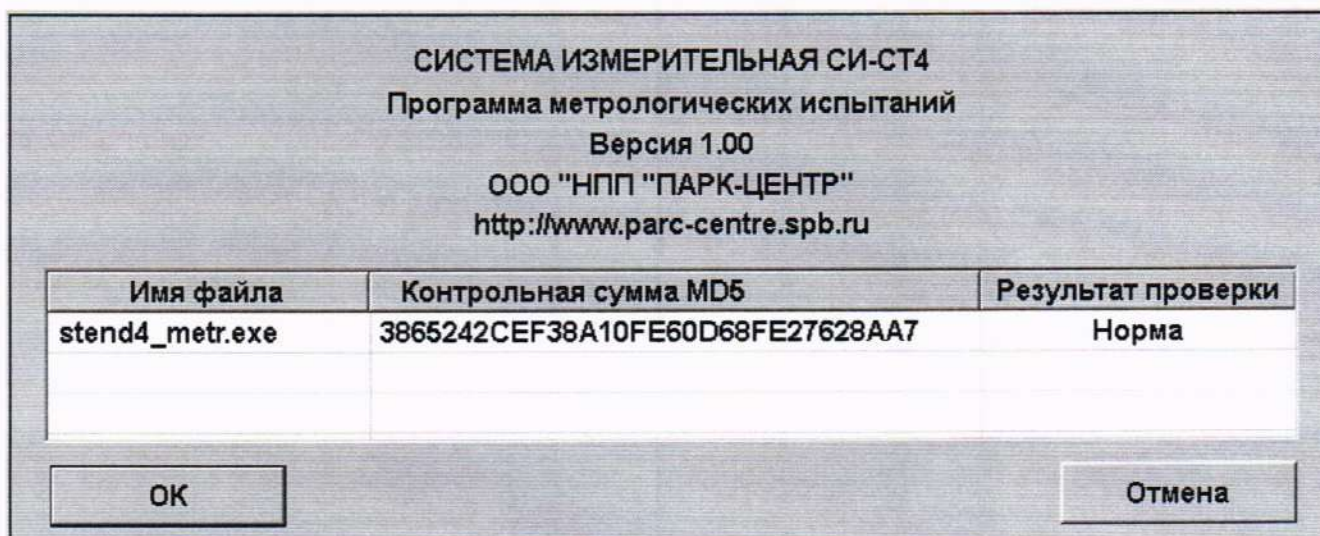 СИСТЕМА ИЗМЕРИТЕЛЬНАЯ СИ-СТ4
Программа метрологических испытаний
Версия 1.00
ООО "НПП "ПАРК-ЦЕНТР"
http://www.parc-centre.spb.ru
Имя файла Контрольная сумма MD5 Результат проверки
stend4_metr.exe 3865242CEF38A10FE60D68FE27628AA7 Норма
ОК Отмена